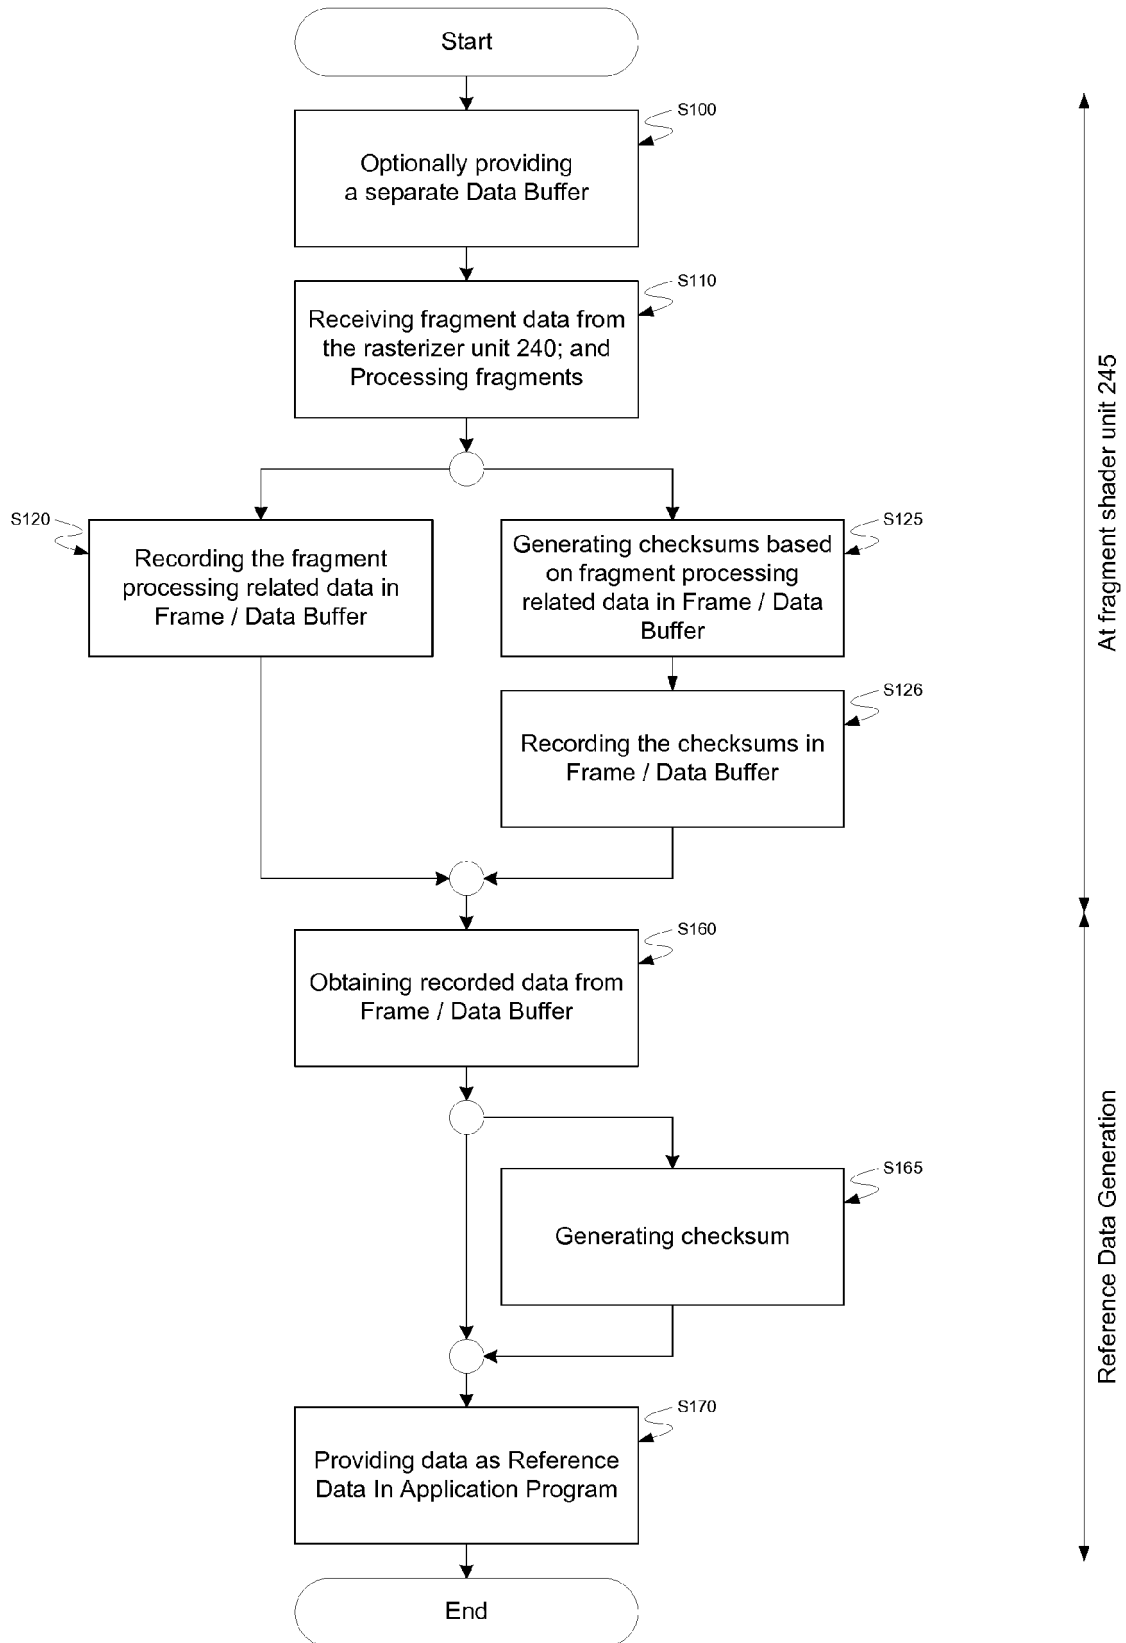 Start
S100
Optionally providing
a separate Data Buffer
S110
Receiving fragment data from
the rasterizer unit 240; and
Processing fragments
At fragment shader unit 245
S120
Recording the fragment
processing related data in
Frame / Data Buffer
S125
Generating checksums based
on fragment processing
related data in Frame / Data
Buffer
S126
Recording the checksums in
Frame / Data Buffer
S160
Obtaining recorded data from
Frame / Data Buffer
S165
Generating checksum
Reference Data Generation
S170
Providing data as Reference
Data In Application Program
End